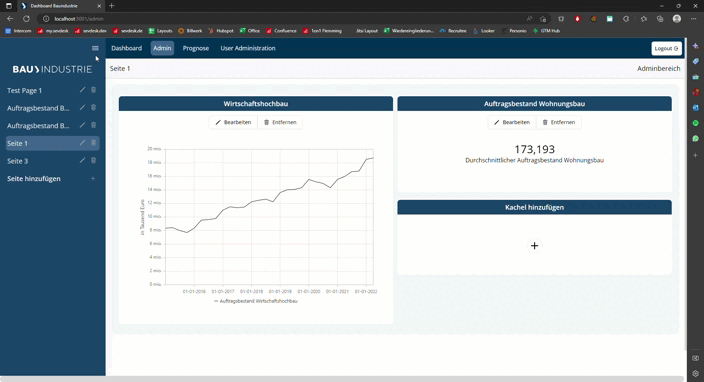 Dashboard Bauindustrie
localhost:3001/admin
Intercom my.sevdesk sevdesk.dev sevdesk.de Layouts Billwerk Hubspot Office Confluence 1on1 Flemming Jitsi Layout Wiedereingliederun... Recruitee Looker Personio GTM Hub
Dashboard Admin Prognose User Administration Logout
BAU INDUSTRIE
Seite 1 Adminbereich
Test Page 1
Auftragsbestand B...
Auftragsbestand B...
Seite 1
Seite 3
Seite hinzufügen +
Wirtschaftshochbau
Bearbeiten Entfernen
20 mio.
18 mio.
16 mio.
14 mio.
12 mio.
10 mio.
8 mio.
6 mio.
4 mio.
2 mio.
0 mio.
in Tausend Euro
01-01-2016 01-01-2017 01-01-2018 01-01-2019 01-01-2020 01-01-2021 01-01-2022
Auftragsbestand Wirtschaftshochbau
Auftragsbestand Wohnungsbau
Bearbeiten Entfernen
173,193
Durchschnittlicher Auftragsbestand Wohnungsbau
Kachel hinzufügen
+